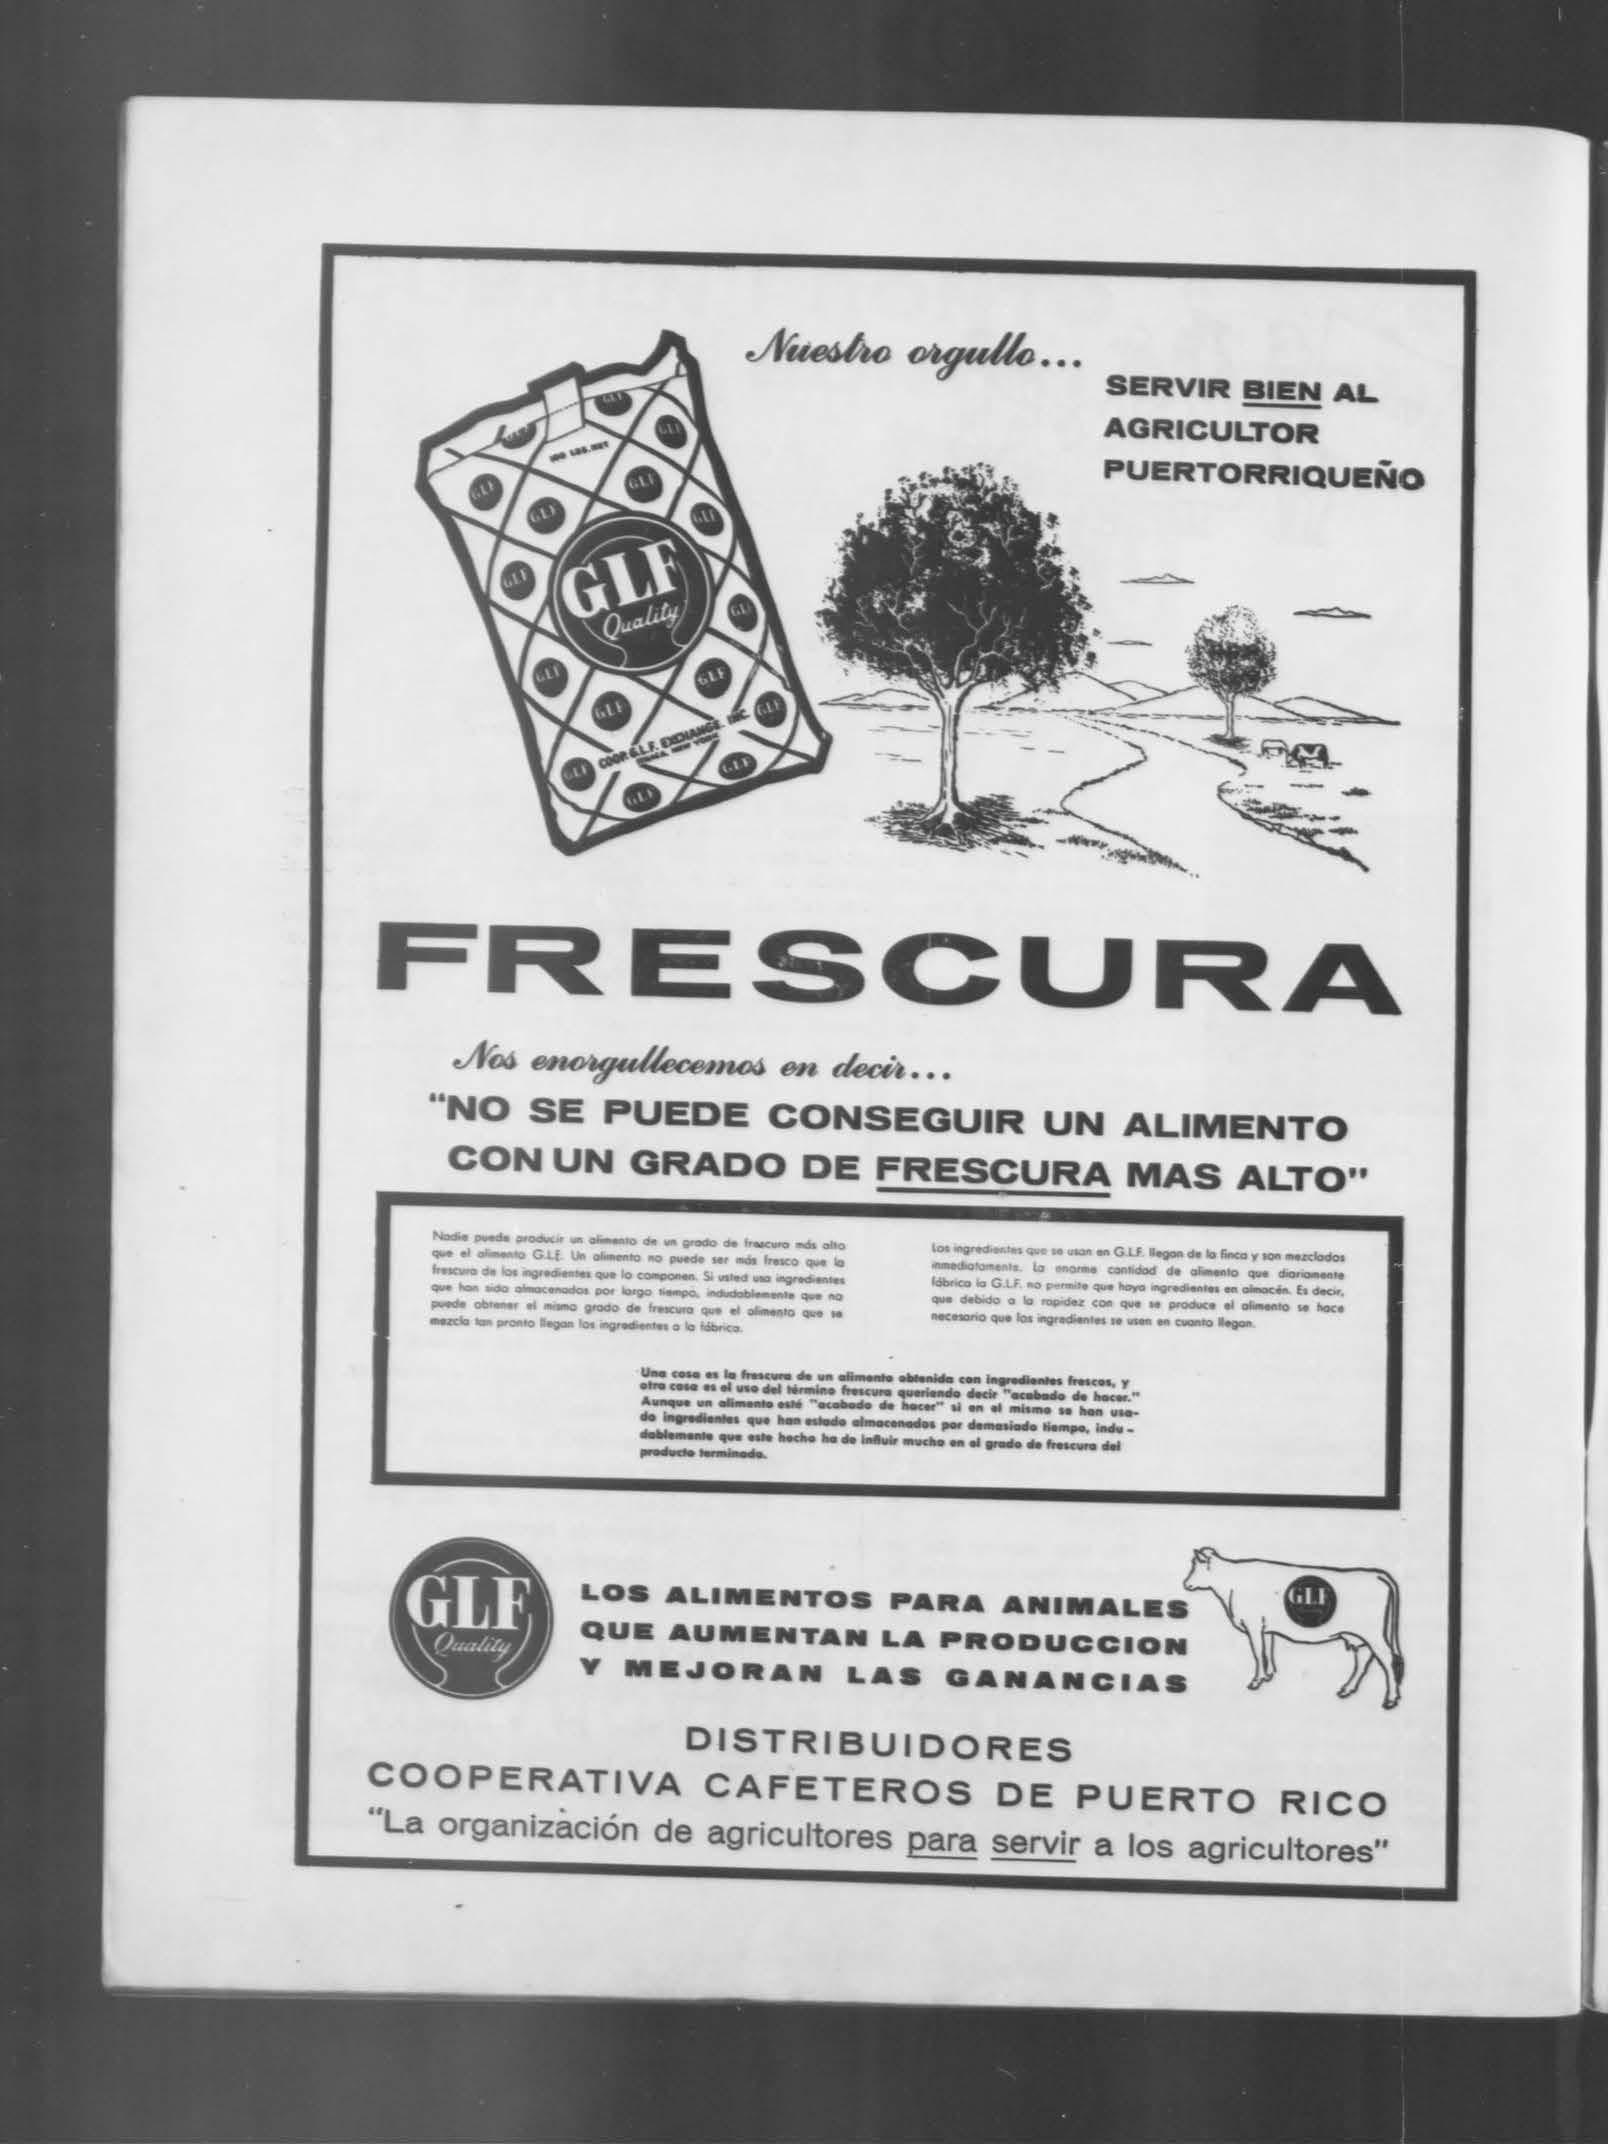 Nuestro orgullo...
SERVIR BIEN AL
AGRICULTOR
PUERTORRIQUEÑO
100 LBS. NET
GLF
Quality
COOP. G.L.F. EXCHANGE, INC.
ITHACA, NEW YORK
FRESCURA
Nos enorgullecemos en decir...
"NO SE PUEDE CONSEGUIR UN ALIMENTO
CON UN GRADO DE FRESCURA MAS ALTO"
Nadie puede producir un alimento de un grado de frescura más alto
que el alimento G.L.F. Un alimento no puede ser más fresco que la
frescura de los ingredientes que lo componen. Si usted usa ingredientes
que han sido almacenados por largo tiempo, indudablemente que no
puede obtener el mismo grado de frescura que el alimento que se
mezcla tan pronto llegan los ingredientes a la fábrica.
Los ingredientes que se usan en G.L.F. llegan de la finca y son mezclados
inmediatamente. La enorme cantidad de alimento que diariamente
fábrica la G.L.F. no permite que haya ingredientes en almacén. Es decir,
que debido a la rapidez con que se produce el alimento se hace
necesario que los ingredientes se usen en cuanto llegan.
Una cosa es la frescura de un alimento obtenida con ingredientes frescos, y
otra cosa es el uso del término frescura queriendo decir "acabado de hacer."
Aunque un alimento esté "acabado de hacer" si en el mismo se han usa-
do ingredientes que han estado almacenados por demasiado tiempo, indu-
dablemente que este hecho ha de influir mucho en el grado de frescura del
producto terminado.
GLF
Quality
LOS ALIMENTOS PARA ANIMALES
QUE AUMENTAN LA PRODUCCION
Y MEJORAN LAS GANANCIAS
GLF
DISTRIBUIDORES
COOPERATIVA CAFETEROS DE PUERTO RICO
"La organización de agricultores para servir a los agricultores"